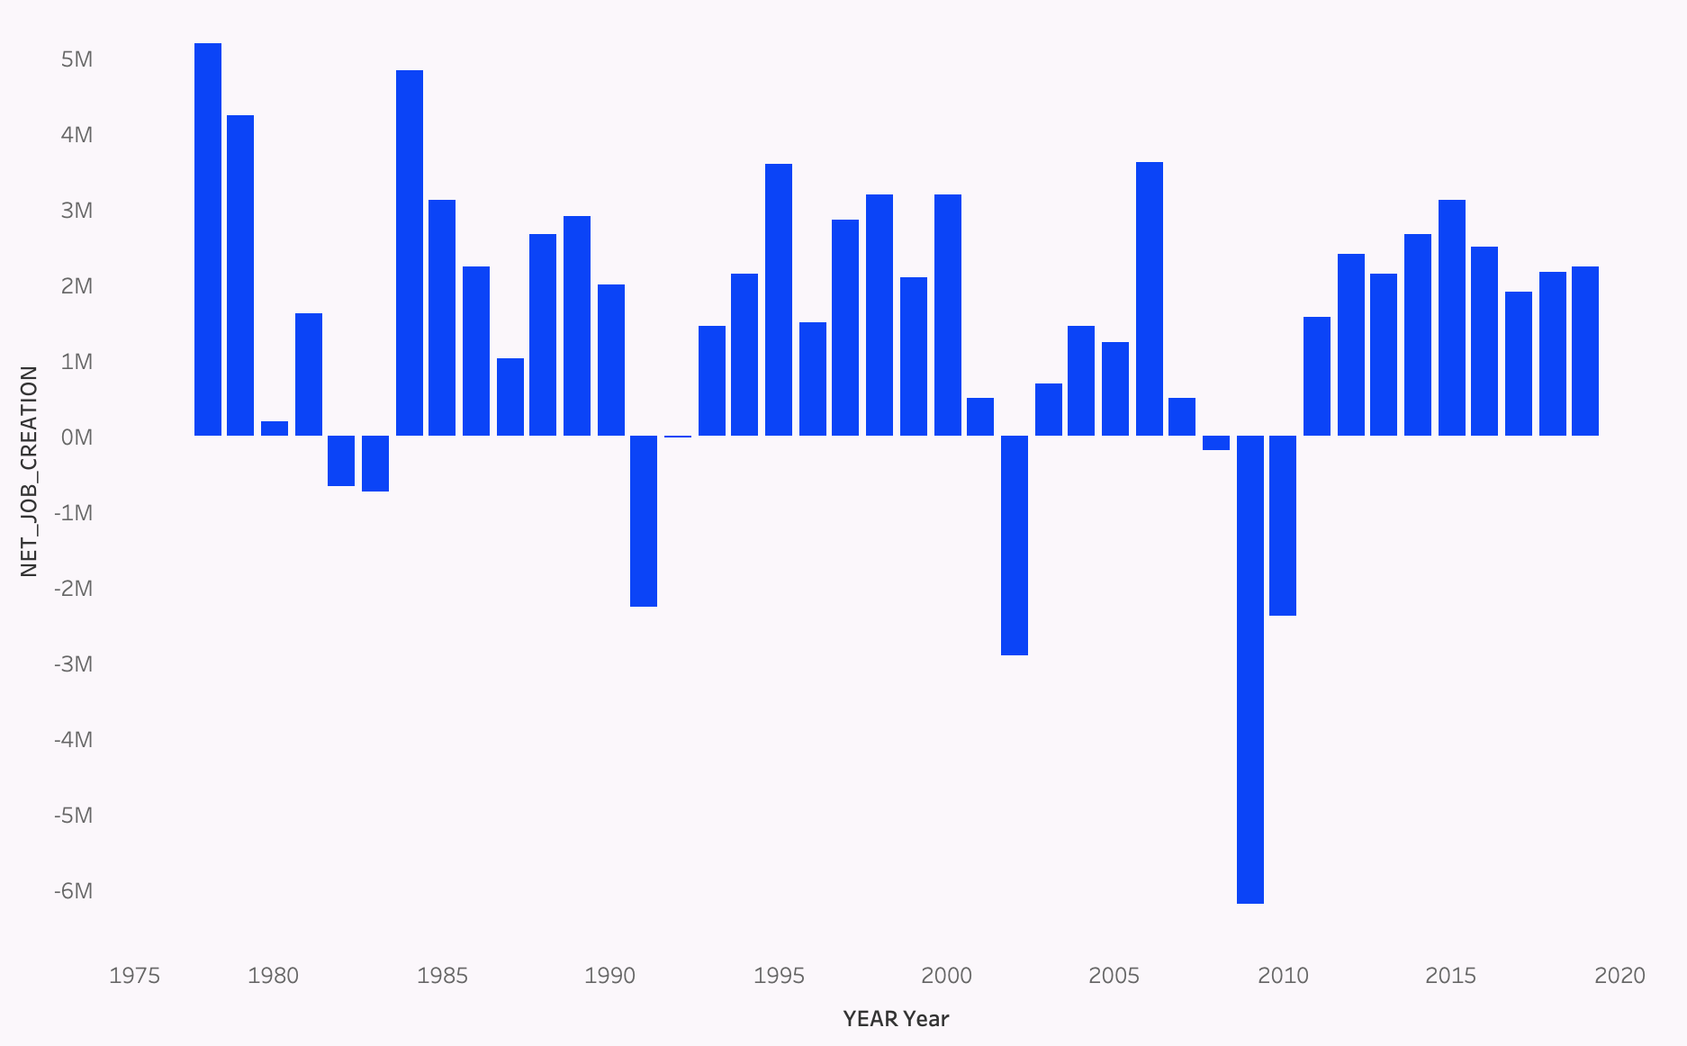 5M
4M
3M
2M
1M
0M
-1M
-2M
-3M
-4M
-5M
-6M
NET_JOB_CREATION
1975 1980 1985 1990 1995 2000 2005 2010 2015 2020
YEAR Year